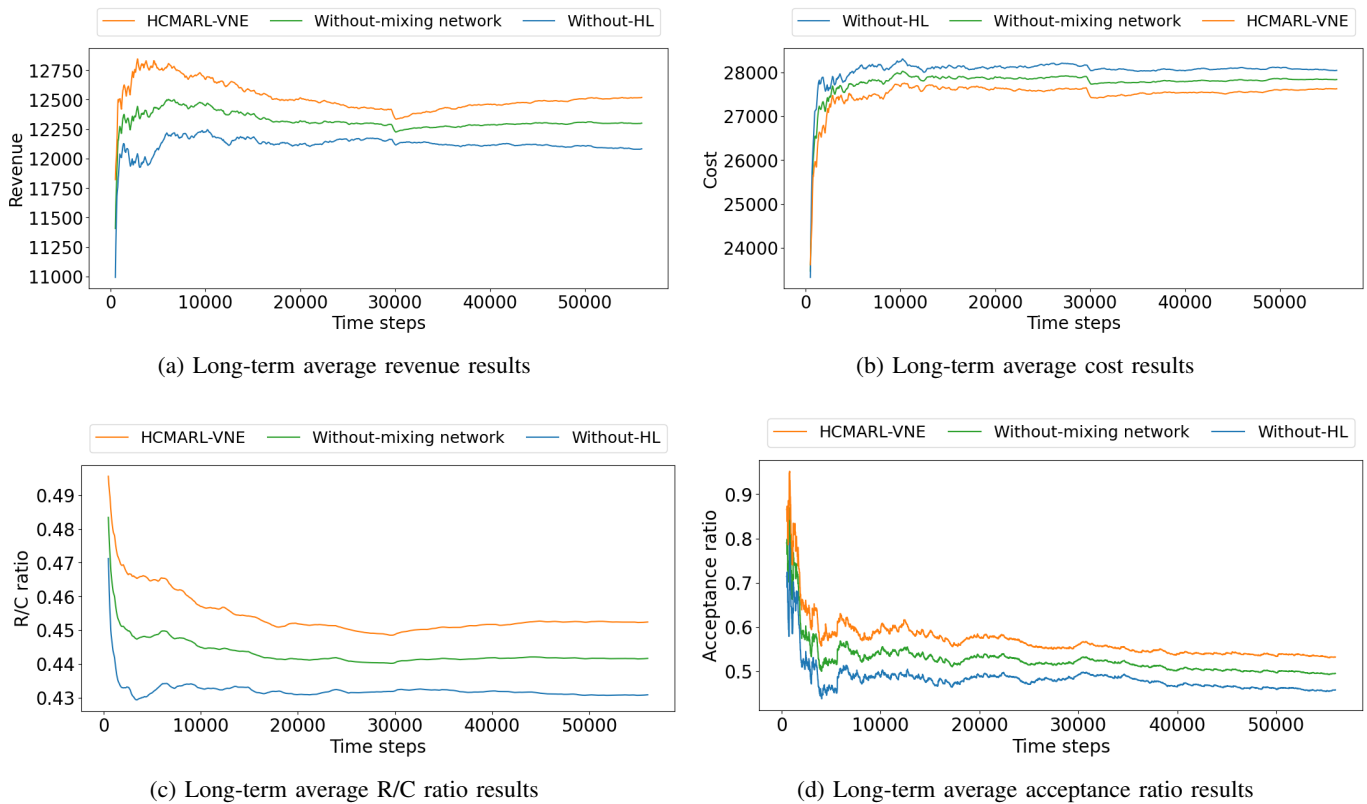 HCMARL-VNE Without-mixing network Without-HL
12750
12500
12250
12000
11750
11500
11250
11000
Revenue
0 10000 20000 30000 40000 50000
Time steps
(a) Long-term average revenue results
Without-HL Without-mixing network HCMARL-VNE
28000
27000
26000
25000
24000
Cost
0 10000 20000 30000 40000 50000
Time steps
(b) Long-term average cost results
HCMARL-VNE Without-mixing network Without-HL
0.49
0.48
0.47
0.46
0.45
0.44
0.43
R/C ratio
0 10000 20000 30000 40000 50000
Time steps
(c) Long-term average R/C ratio results
HCMARL-VNE Without-mixing network Without-HL
0.9
0.8
0.7
0.6
0.5
Acceptance ratio
0 10000 20000 30000 40000 50000
Time steps
(d) Long-term average acceptance ratio results